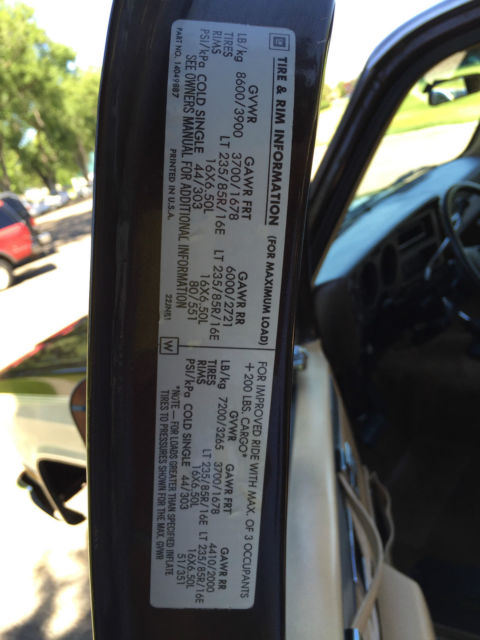 TIRE & RIM INFORMATION (FOR MAXIMUM LOAD)
GVWR GAWR FRT GAWR RR
LB/kg 8600/3900 3700/1678 6000/2721
TIRES LT 235/85R/16E LT 235/85R/16E
RIMS 16X6.50L 16X6.50L
PSI/kPa COLD SINGLE 44/303 80/551
SEE OWNERS MANUAL FOR ADDITIONAL INFORMATION
PART NO. 14049987 PRINTED IN U.S.A.
W
FOR IMPROVED RIDE WITH MAX. OF 3 OCCUPANTS
+ 200 LBS. CARGO*
GVWR GAWR FRT GAWR RR
LB/kg 7200/3265 3700/1678 4410/2000
TIRES LT 235/85R/16E LT 235/85R/16E
RIMS 16X6.50L 16X6.50L
PSI/kPa COLD SINGLE 44/303 51/351
*NOTE — FOR LOADS GREATER THAN SPECIFIED INFLATE
TIRES TO PRESSURES SHOWN FOR THE MAX. GVWR